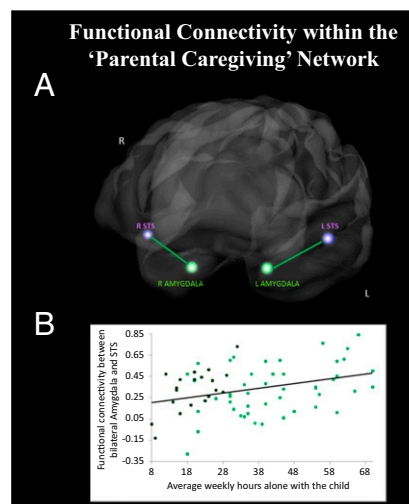 Functional Connectivity within the
'Parental Caregiving' Network
A
R
R STS
L STS
R AMYGDALA
L AMYGDALA
L
B
Functional connectivity between
bilateral Amygdala and STS
0.85
0.65
0.45
0.25
0.05
-0.15
-0.35
8 18 28 38 48 58 68
Average weekly hours alone with the child